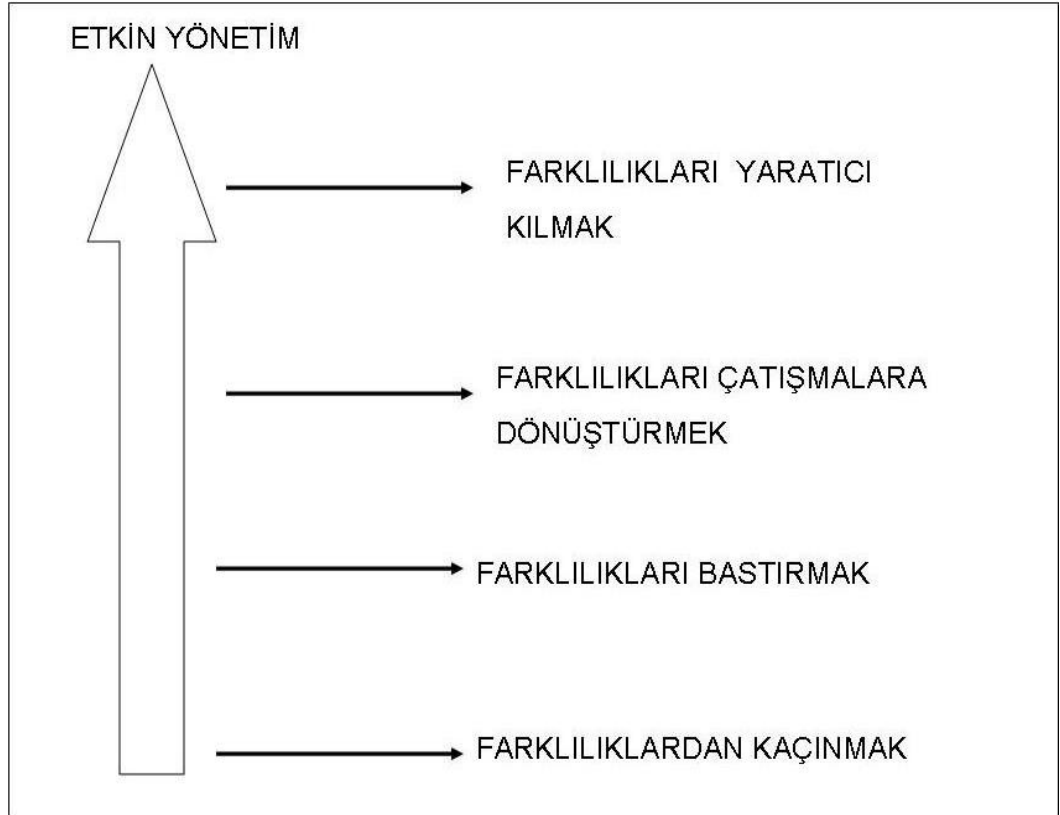 ETKİN YÖNETİM
FARKLILIKLARI YARATICI
KILMAK
FARKLILIKLARI ÇATIŞMALARA
DÖNÜŞTÜRMEK
FARKLILIKLARI BASTIRMAK
FARKLILIKLARDAN KAÇINMAK